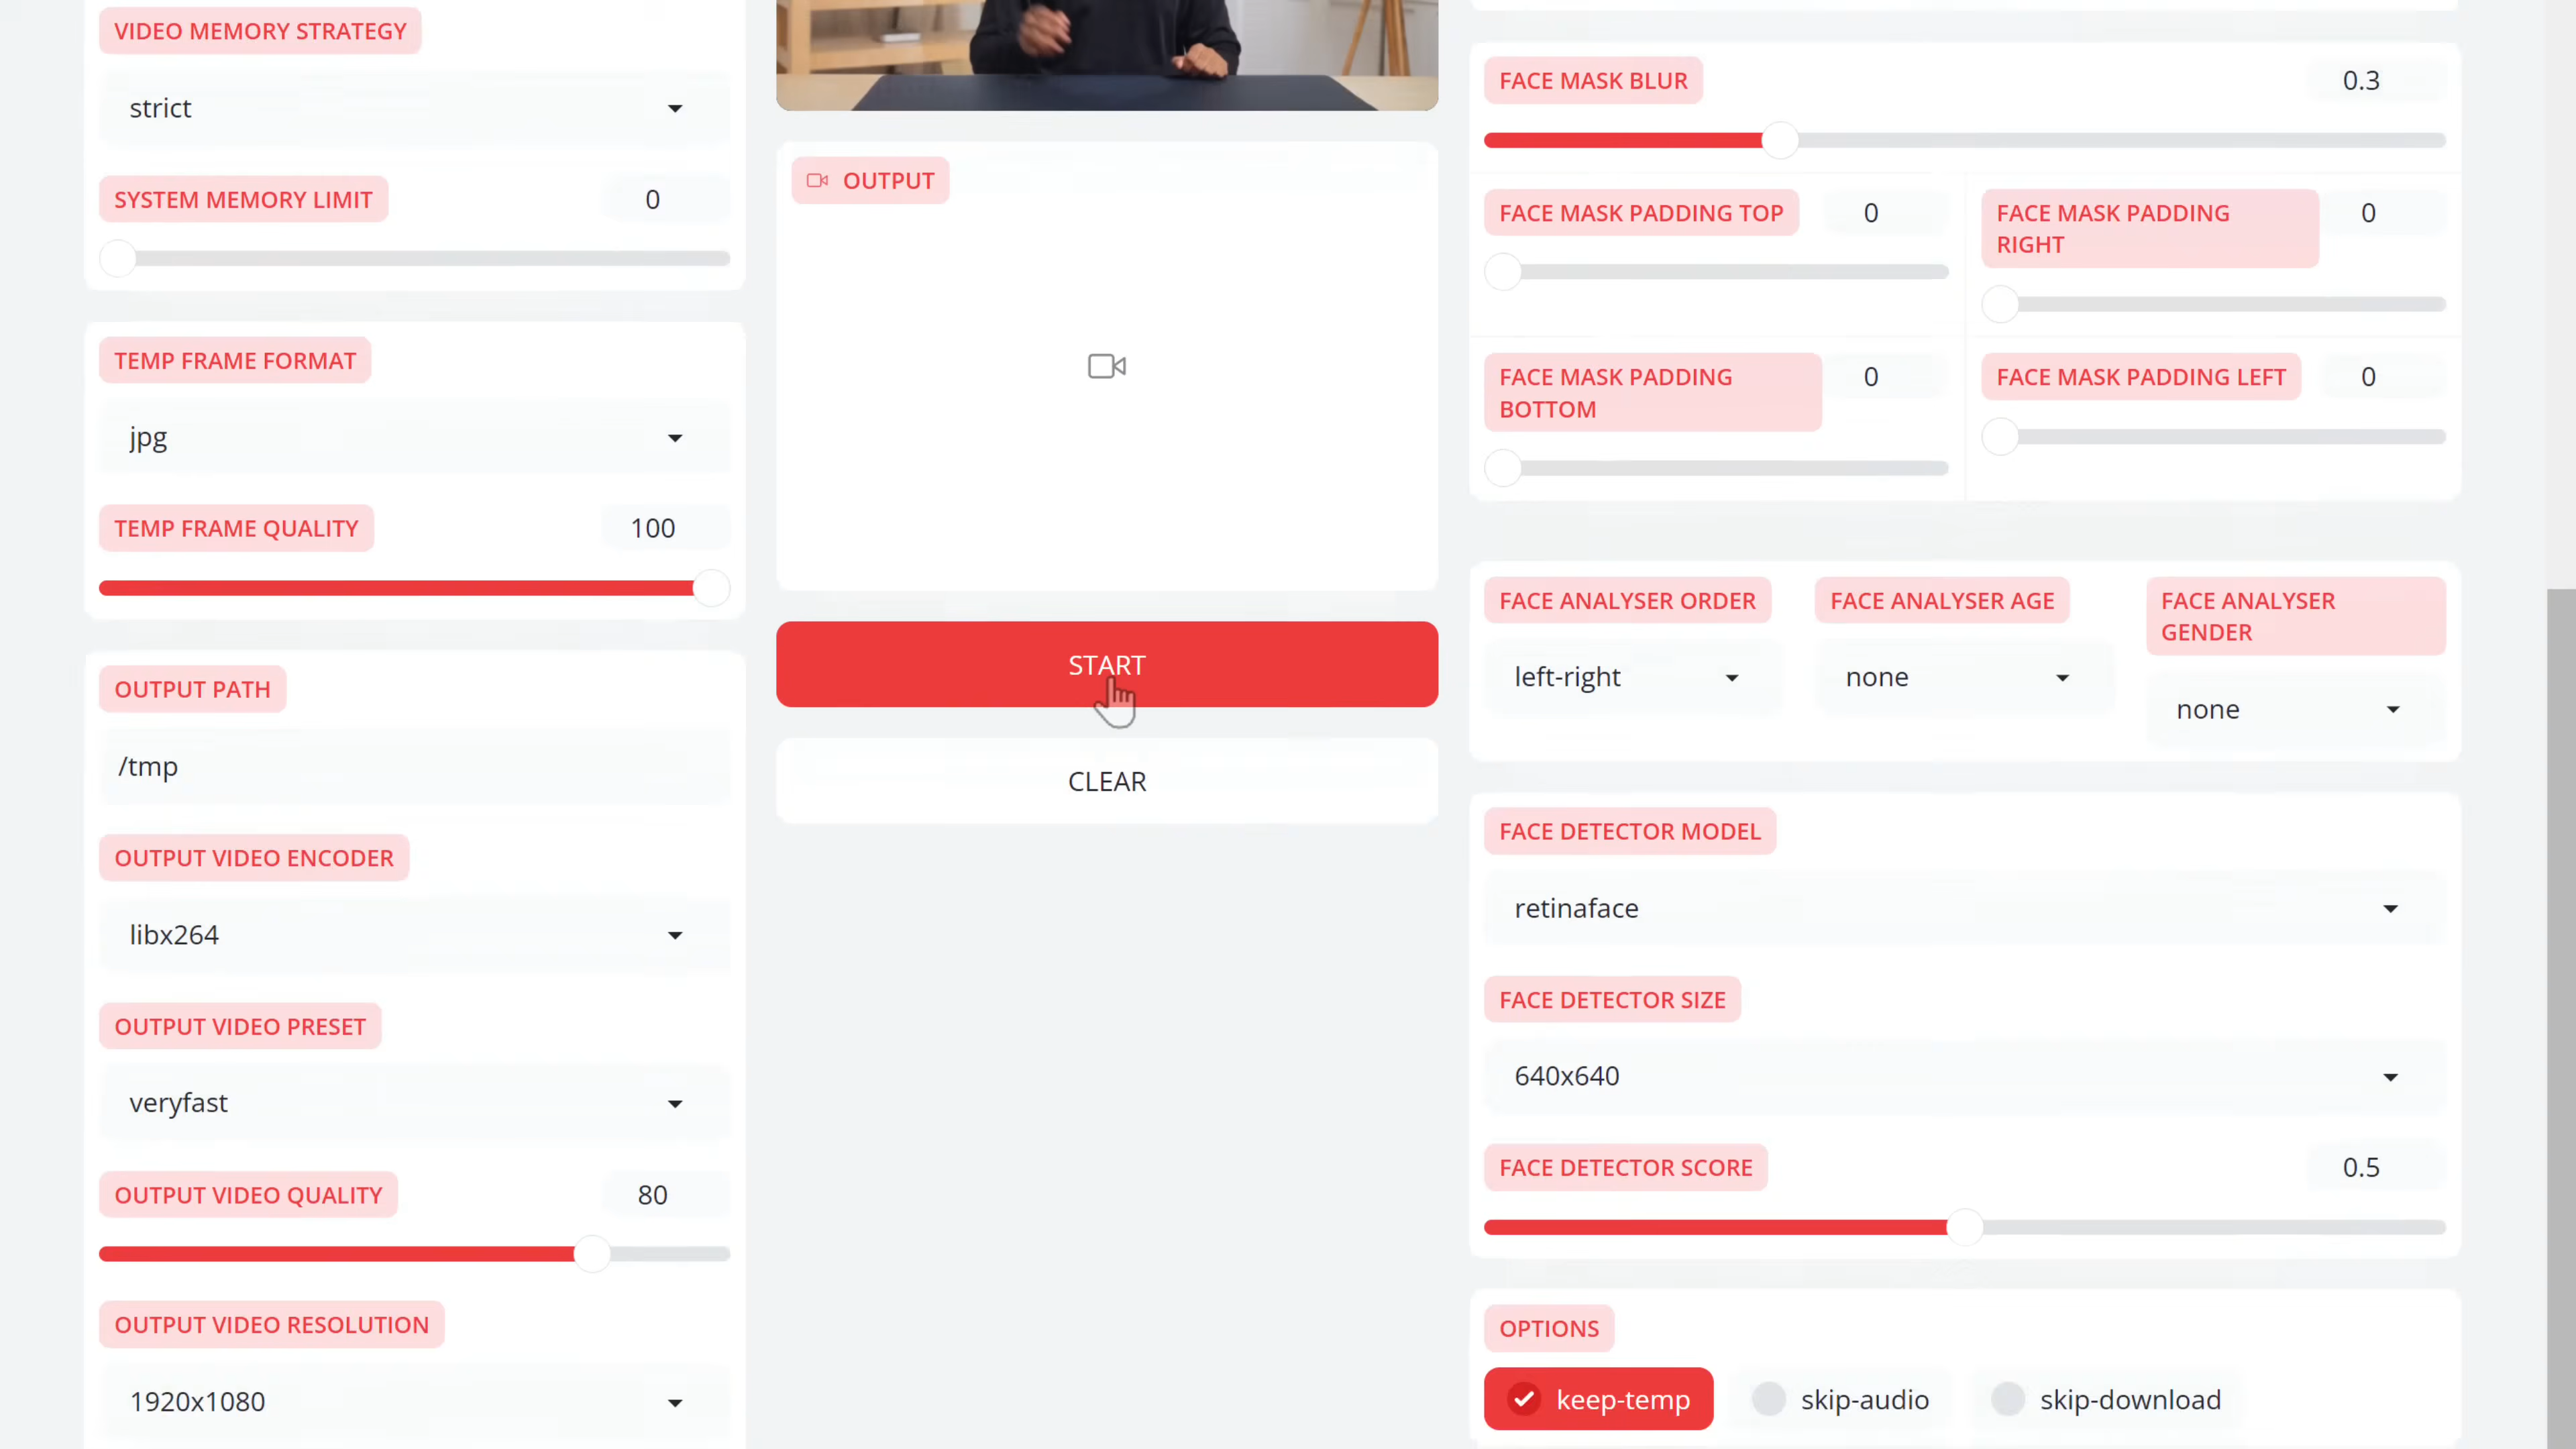 VIDEO MEMORY STRATEGY
strict
SYSTEM MEMORY LIMIT
0
TEMP FRAME FORMAT
jpg
TEMP FRAME QUALITY
100
OUTPUT PATH
/tmp
OUTPUT VIDEO ENCODER
libx264
OUTPUT VIDEO PRESET
veryfast
OUTPUT VIDEO QUALITY
80
OUTPUT VIDEO RESOLUTION
1920x1080
OUTPUT
START
CLEAR
FACE MASK BLUR
0.3
FACE MASK PADDING TOP
0
FACE MASK PADDING
RIGHT
0
FACE MASK PADDING
BOTTOM
0
FACE MASK PADDING LEFT
0
FACE ANALYSER ORDER
left-right
FACE ANALYSER AGE
none
FACE ANALYSER
GENDER
none
FACE DETECTOR MODEL
retinaface
FACE DETECTOR SIZE
640x640
FACE DETECTOR SCORE
0.5
OPTIONS
keep-temp
skip-audio
skip-download